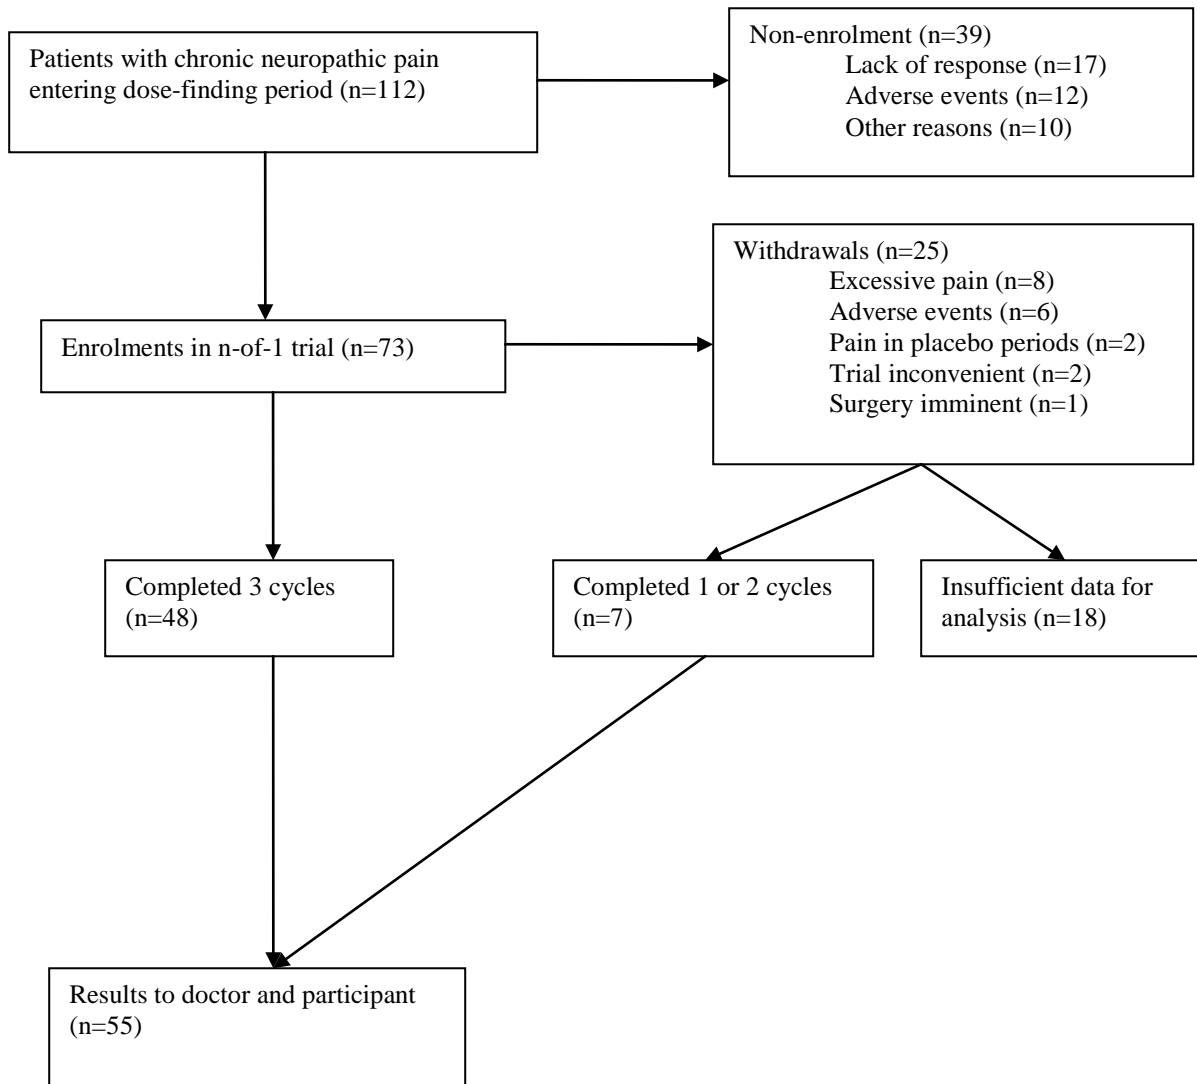 Patients with chronic neuropathic pain
entering dose-finding period (n=112)
Non-enrolment (n=39)
Lack of response (n=17)
Adverse events (n=12)
Other reasons (n=10)
Withdrawals (n=25)
Excessive pain (n=8)
Adverse events (n=6)
Pain in placebo periods (n=2)
Trial inconvenient (n=2)
Surgery imminent (n=1)
Enrolments in n-of-1 trial (n=73)
Completed 3 cycles
(n=48)
Completed 1 or 2 cycles
(n=7)
Insufficient data for
analysis (n=18)
Results to doctor and participant
(n=55)